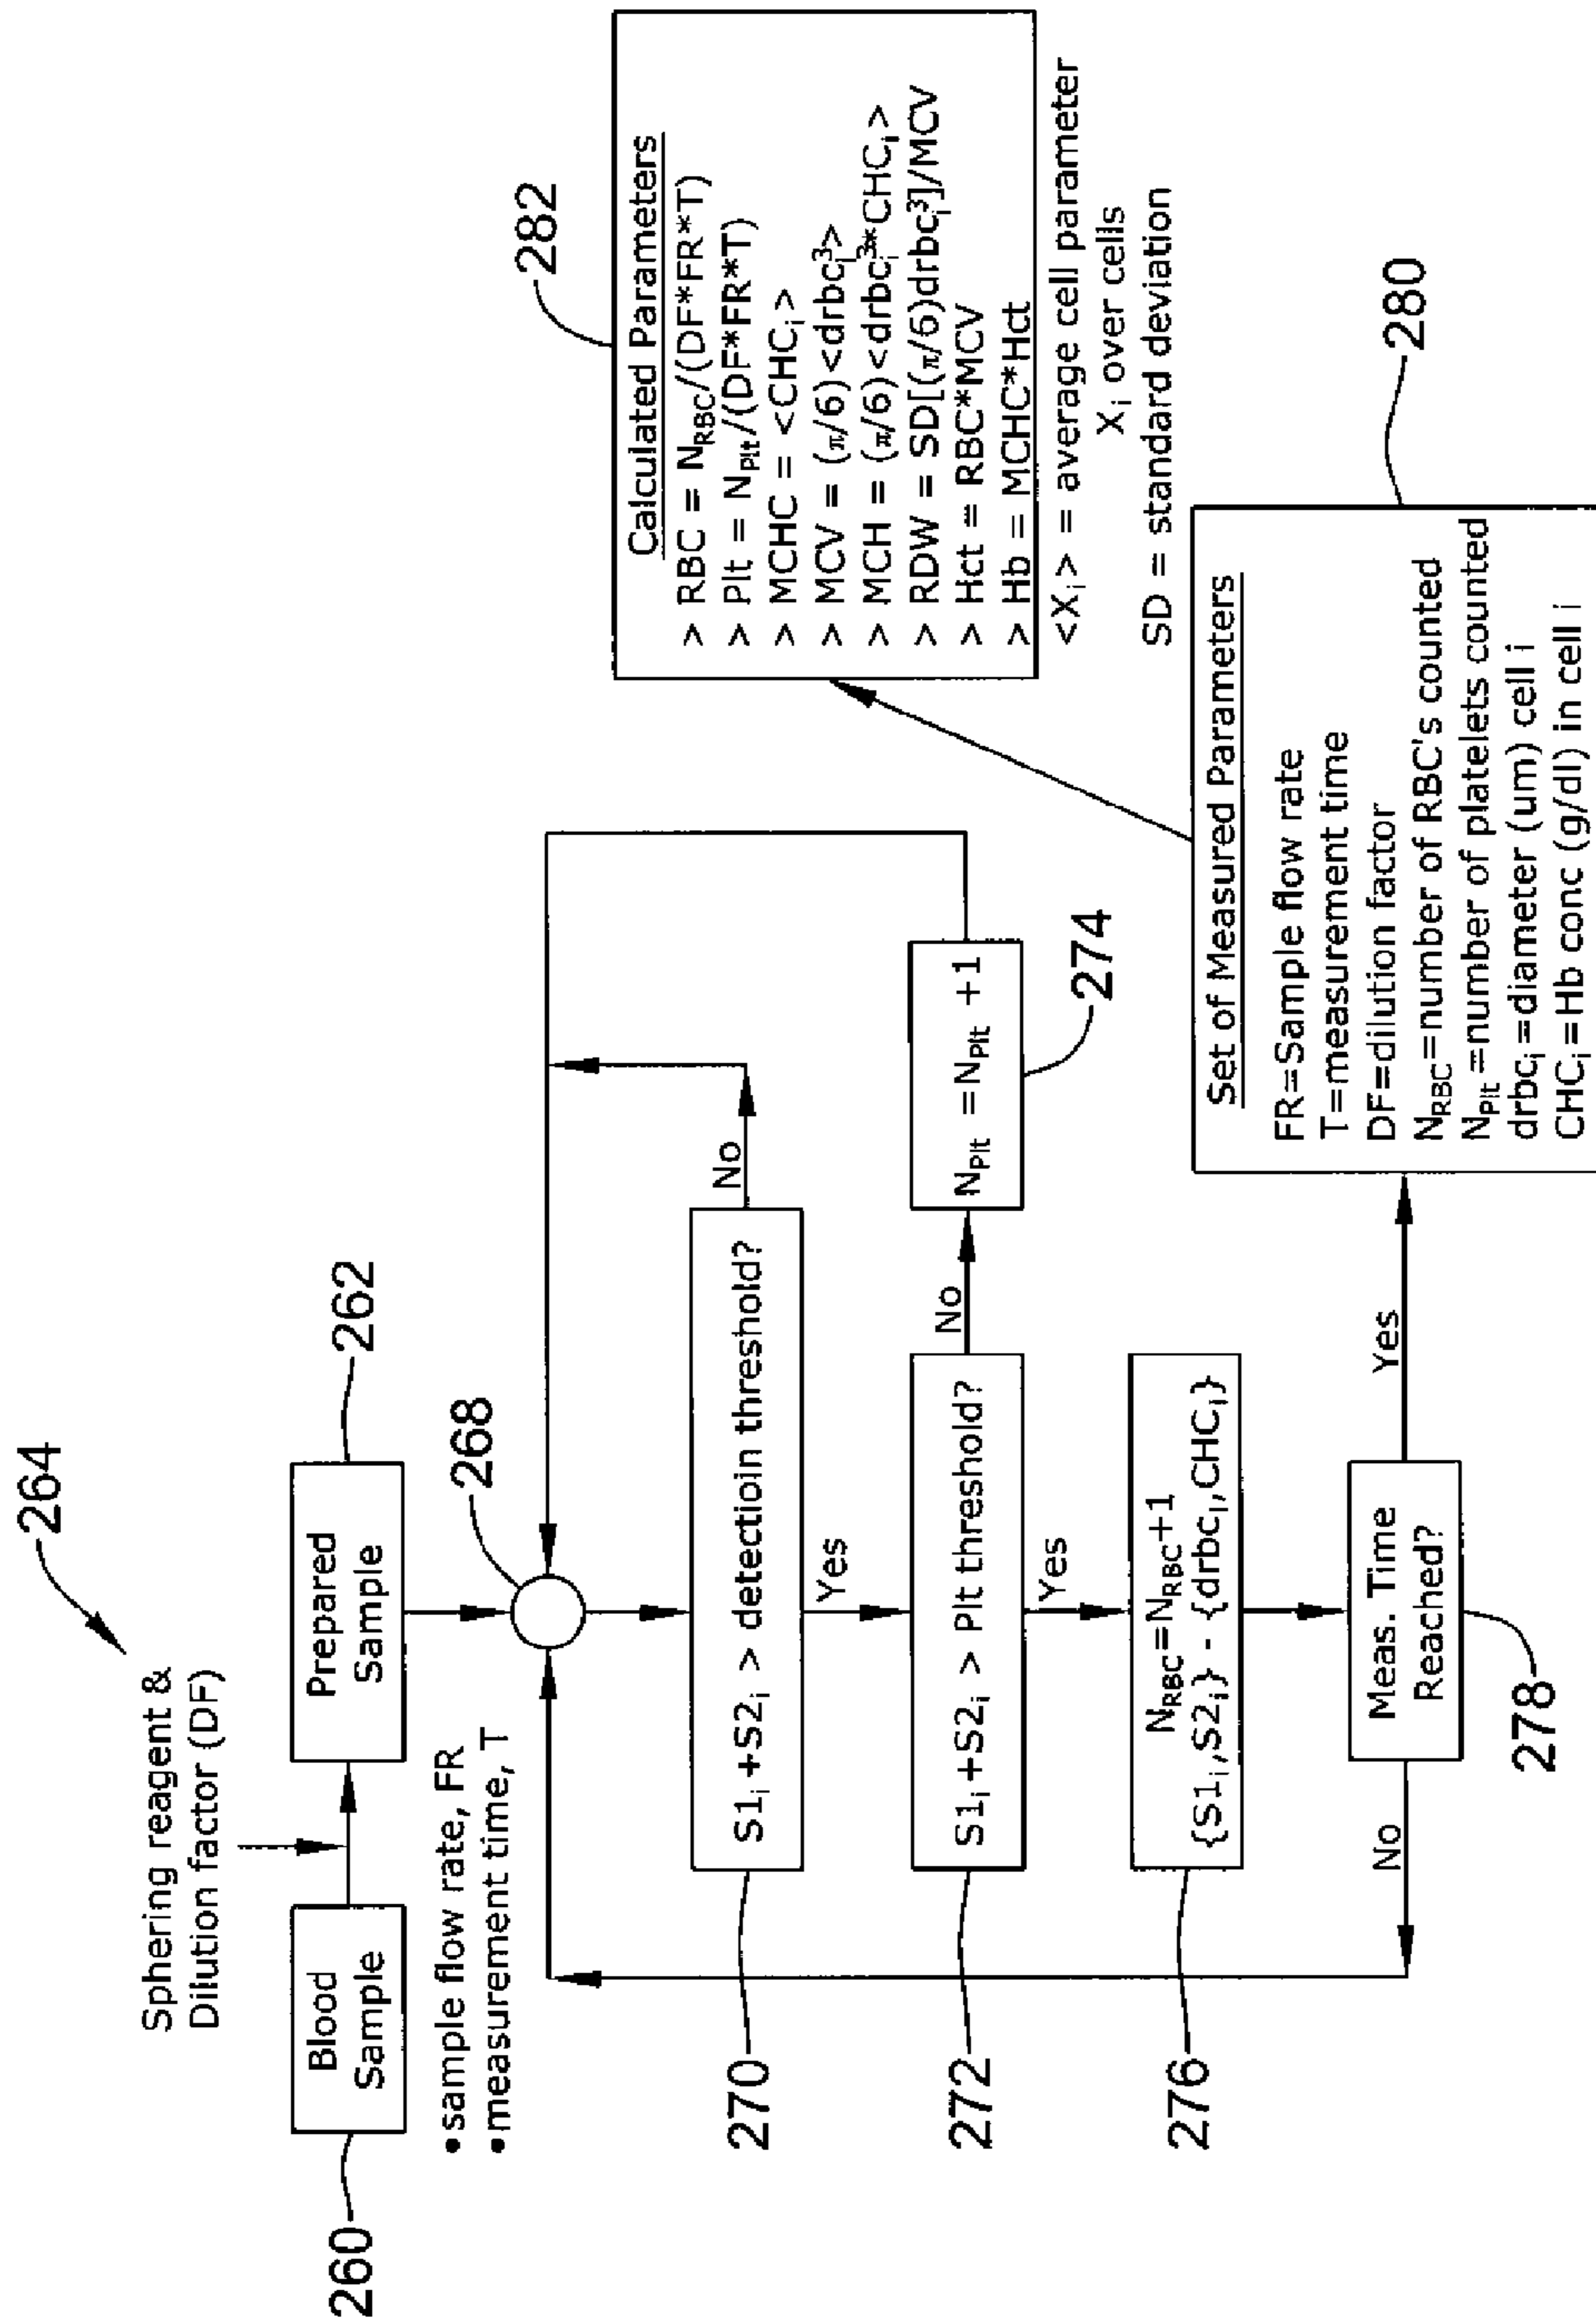 264
Sphering reagent &
Dilution factor (DF)
260
Blood
Sample
Prepared
Sample
262
•sample flow rate, FR
•measurement time, T
268
270
S1i+S2i > detectioin threshold?
No
Yes
272
S1i+S2i > Plt threshold?
No
NPlt =NPlt +1
274
Yes
276
NRBC=NRBC+1
{S1i,S2i} - {drbci,CHCi}
Meas. Time
Reached?
278
No
Yes
Set of Measured Parameters
FR=Sample flow rate
T=measurement time
DF=dilution factor
NRBC=number of RBC's counted
NPlt=number of platelets counted
drbci=diameter (um) cell i
CHCi=Hb conc (g/dl) in cell i
280
282
Calculated Parameters
> RBC = NRBC/(DF*FR*T)
> Plt = NPlt/(DF*FR*T)
> MCHC = <CHCi>
> MCV = (π/6)<drbci³>
> MCH = (π/6)<drbci³*CHCi>
> RDW = SD[(π/6)drbci³]/MCV
> Hct = RBC*MCV
> Hb = MCHC*Hct
<Xi> = average cell parameter
Xi over cells
SD = standard deviation